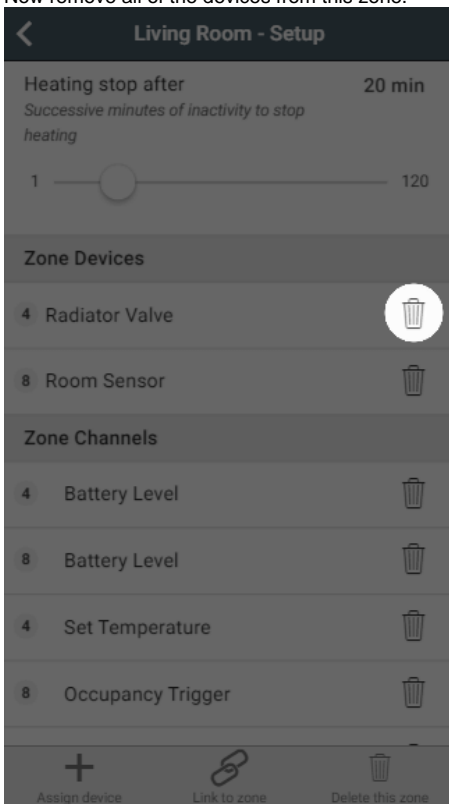 Now remove all of the devices from this zone.
Living Room - Setup
Heating stop after 20 min
Successive minutes of inactivity to stop
heating
1 120
Zone Devices
4 Radiator Valve
8 Room Sensor
Zone Channels
4 Battery Level
8 Battery Level
4 Set Temperature
8 Occupancy Trigger
Assign device Link to zone Delete this zone